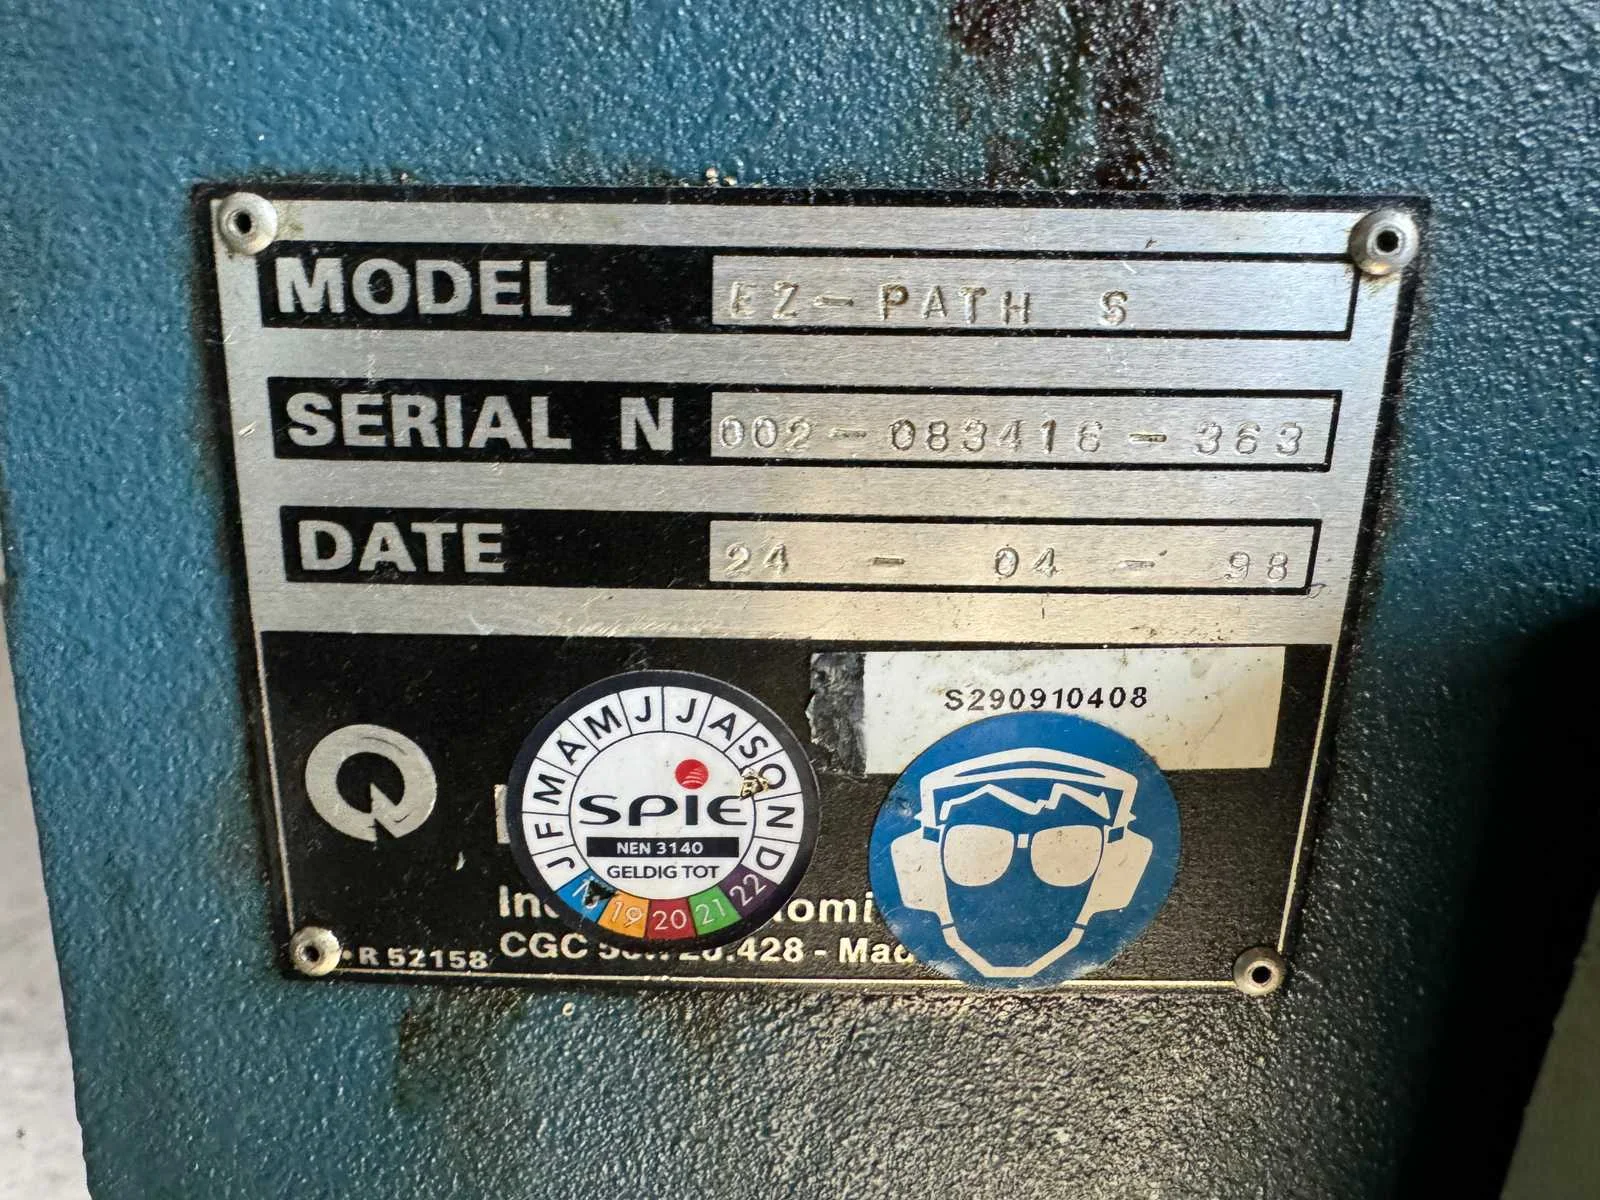 MODEL EZ-PATH S
SERIAL N 002-083416-363
DATE 24 - 04 - 98
S290910408
J F M A M J J A S O N D
SPIE
NEN 3140
GELDIG TOT
19 20 21 22
R 52158
CGC 428 - Mad